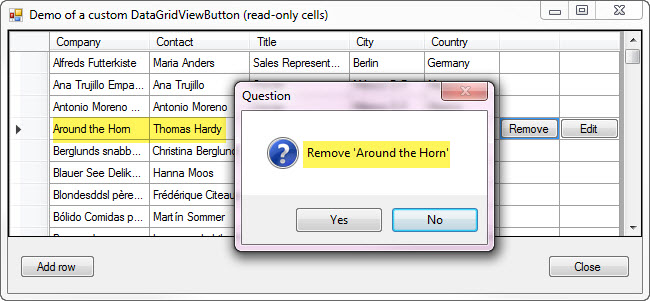 Demo of a custom DataGridViewButton (read-only cells)
Company Contact Title City Country
Alfreds Futterkiste Maria Anders Sales Represent... Berlin Germany
Ana Trujillo Empa... Ana Trujillo
Antonio Moreno ... Antonio Moreno
Around the Horn Thomas Hardy Remove Edit
Berglunds snabb... Christina Berglund
Blauer See Delik... Hanna Moos
Blondesddsl père... Frédérique Citeau
Bólido Comidas p... Martín Sommer
Question
Remove 'Around the Horn'
Yes No
Add row Close